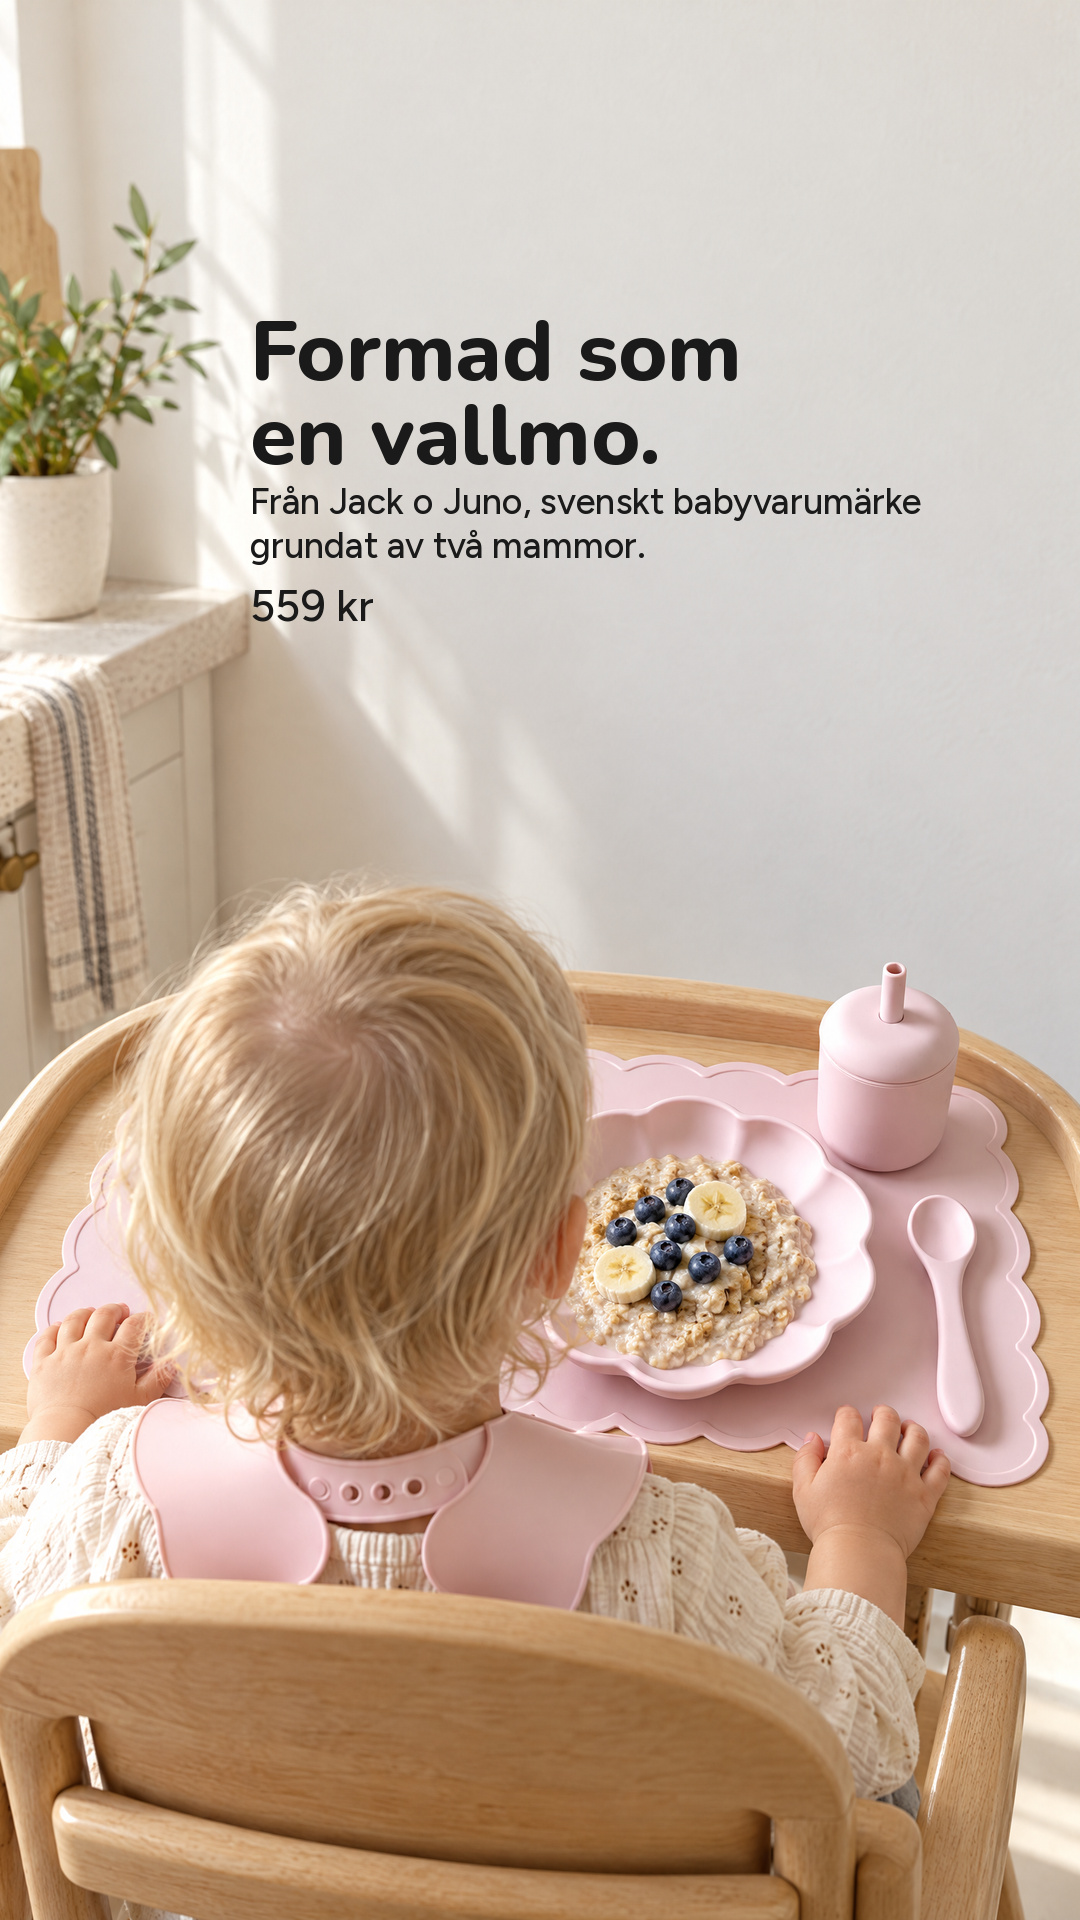 Formad som
en vallmo.
Från Jack o Juno, svenskt babyvarumärke
grundat av två mammor.
559 kr